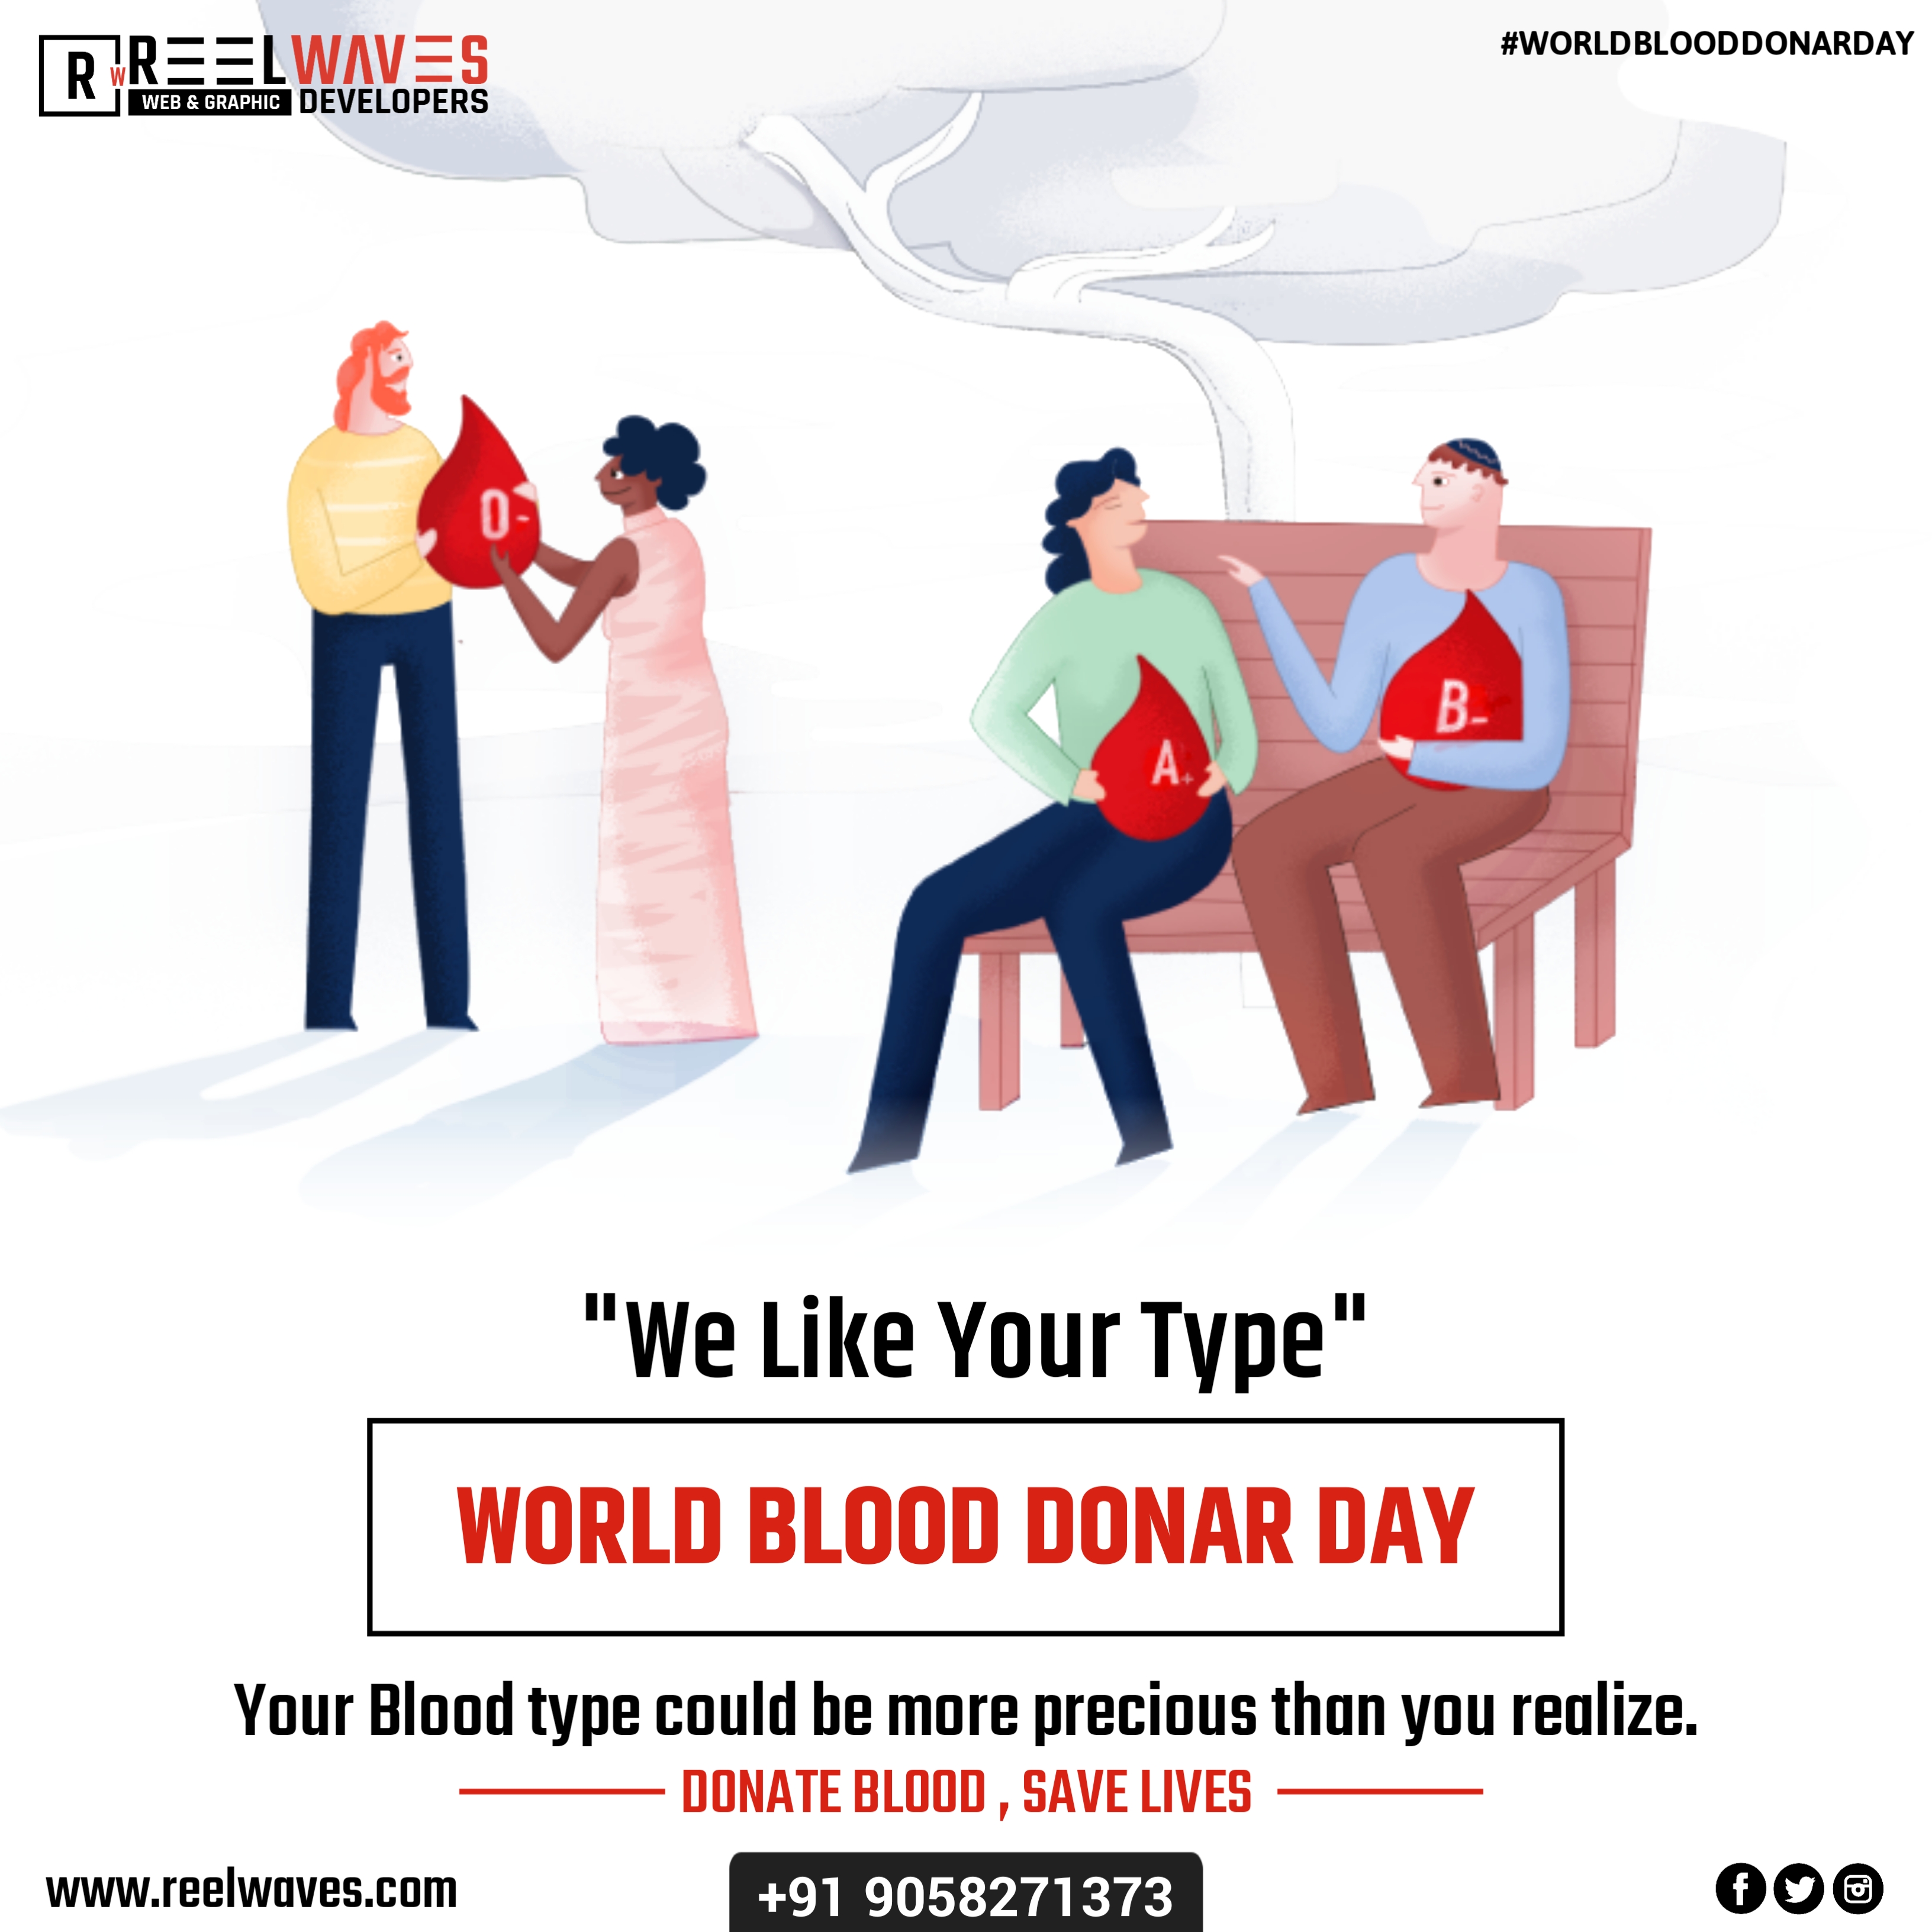 R W REELWAVES
WEB & GRAPHIC DEVELOPERS
#WORLDBLOODDONARDAY
O-
A+
B-
"We Like Your Type"
WORLD BLOOD DONAR DAY
Your Blood type could be more precious than you realize.
DONATE BLOOD , SAVE LIVES
www.reelwaves.com
+91 9058271373